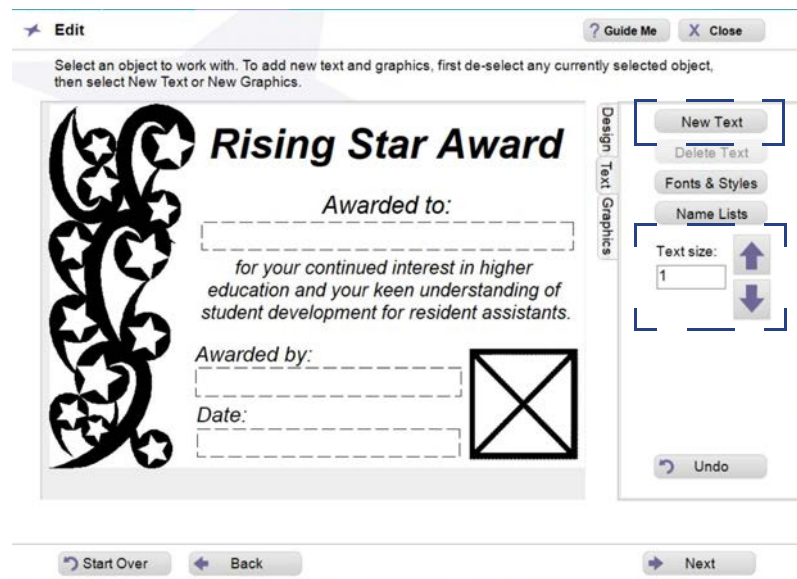 Edit
? Guide Me
X Close
Select an object to work with. To add new text and graphics, first de-select any currently selected object,
then select New Text or New Graphics.
Rising Star Award
Awarded to:
for your continued interest in higher
education and your keen understanding of
student development for resident assistants.
Awarded by:
Date:
Design
Text
Graphics
New Text
Delete Text
Fonts & Styles
Name Lists
Text size:
1
Undo
Start Over
Back
Next